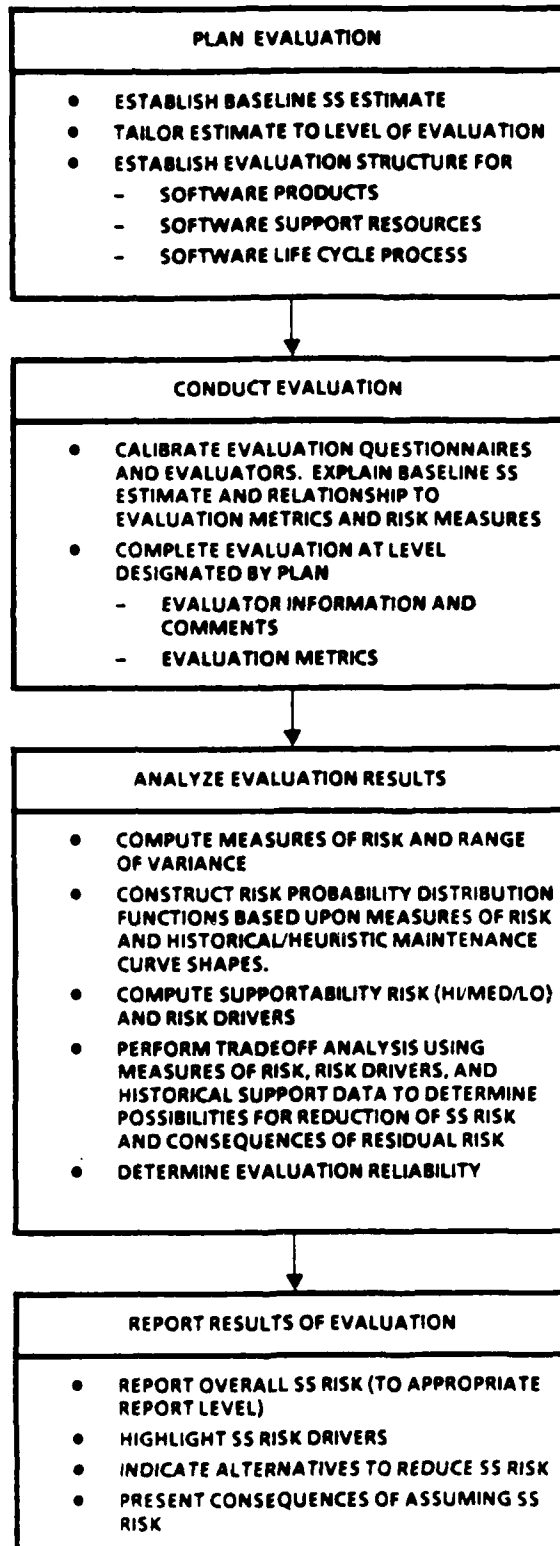 PLAN EVALUATION
● ESTABLISH BASELINE SS ESTIMATE
● TAILOR ESTIMATE TO LEVEL OF EVALUATION
● ESTABLISH EVALUATION STRUCTURE FOR
– SOFTWARE PRODUCTS
– SOFTWARE SUPPORT RESOURCES
– SOFTWARE LIFE CYCLE PROCESS
CONDUCT EVALUATION
● CALIBRATE EVALUATION QUESTIONNAIRES
AND EVALUATORS. EXPLAIN BASELINE SS
ESTIMATE AND RELATIONSHIP TO
EVALUATION METRICS AND RISK MEASURES
● COMPLETE EVALUATION AT LEVEL
DESIGNATED BY PLAN
– EVALUATOR INFORMATION AND
COMMENTS
– EVALUATION METRICS
ANALYZE EVALUATION RESULTS
● COMPUTE MEASURES OF RISK AND RANGE
OF VARIANCE
● CONSTRUCT RISK PROBABILITY DISTRIBUTION
FUNCTIONS BASED UPON MEASURES OF RISK
AND HISTORICAL/HEURISTIC MAINTENANCE
CURVE SHAPES.
● COMPUTE SUPPORTABILITY RISK (HI/MED/LO)
AND RISK DRIVERS
● PERFORM TRADEOFF ANALYSIS USING
MEASURES OF RISK, RISK DRIVERS, AND
HISTORICAL SUPPORT DATA TO DETERMINE
POSSIBILITIES FOR REDUCTION OF SS RISK
AND CONSEQUENCES OF RESIDUAL RISK
● DETERMINE EVALUATION RELIABILITY
REPORT RESULTS OF EVALUATION
● REPORT OVERALL SS RISK (TO APPROPRIATE
REPORT LEVEL)
● HIGHLIGHT SS RISK DRIVERS
● INDICATE ALTERNATIVES TO REDUCE SS RISK
● PRESENT CONSEQUENCES OF ASSUMING SS
RISK